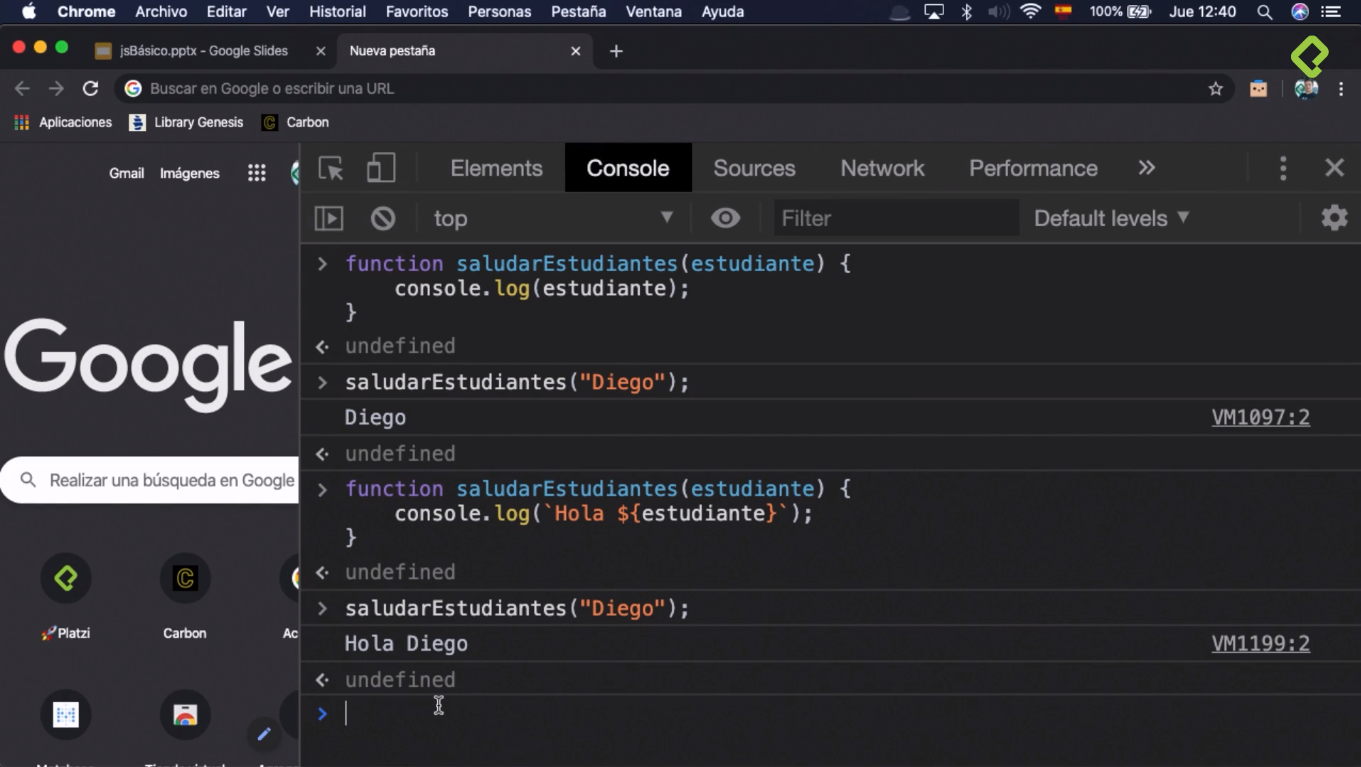 Chrome Archivo Editar Ver Historial Favoritos Personas Pestaña Ventana Ayuda 100% Jue 12:40
jsBásico.pptx - Google Slides Nueva pestaña
Buscar en Google o escribir una URL
Aplicaciones Library Genesis Carbon
Gmail Imágenes
Elements Console Sources Network Performance
top Filter Default levels
function saludarEstudiantes(estudiante) {
console.log(estudiante);
}
undefined
saludarEstudiantes("Diego");
Diego VM1097:2
undefined
function saludarEstudiantes(estudiante) {
console.log(`Hola ${estudiante}`);
}
undefined
saludarEstudiantes("Diego");
Hola Diego VM1199:2
undefined
Google
Realizar una búsqueda en Google
Platzi Carbon Ac